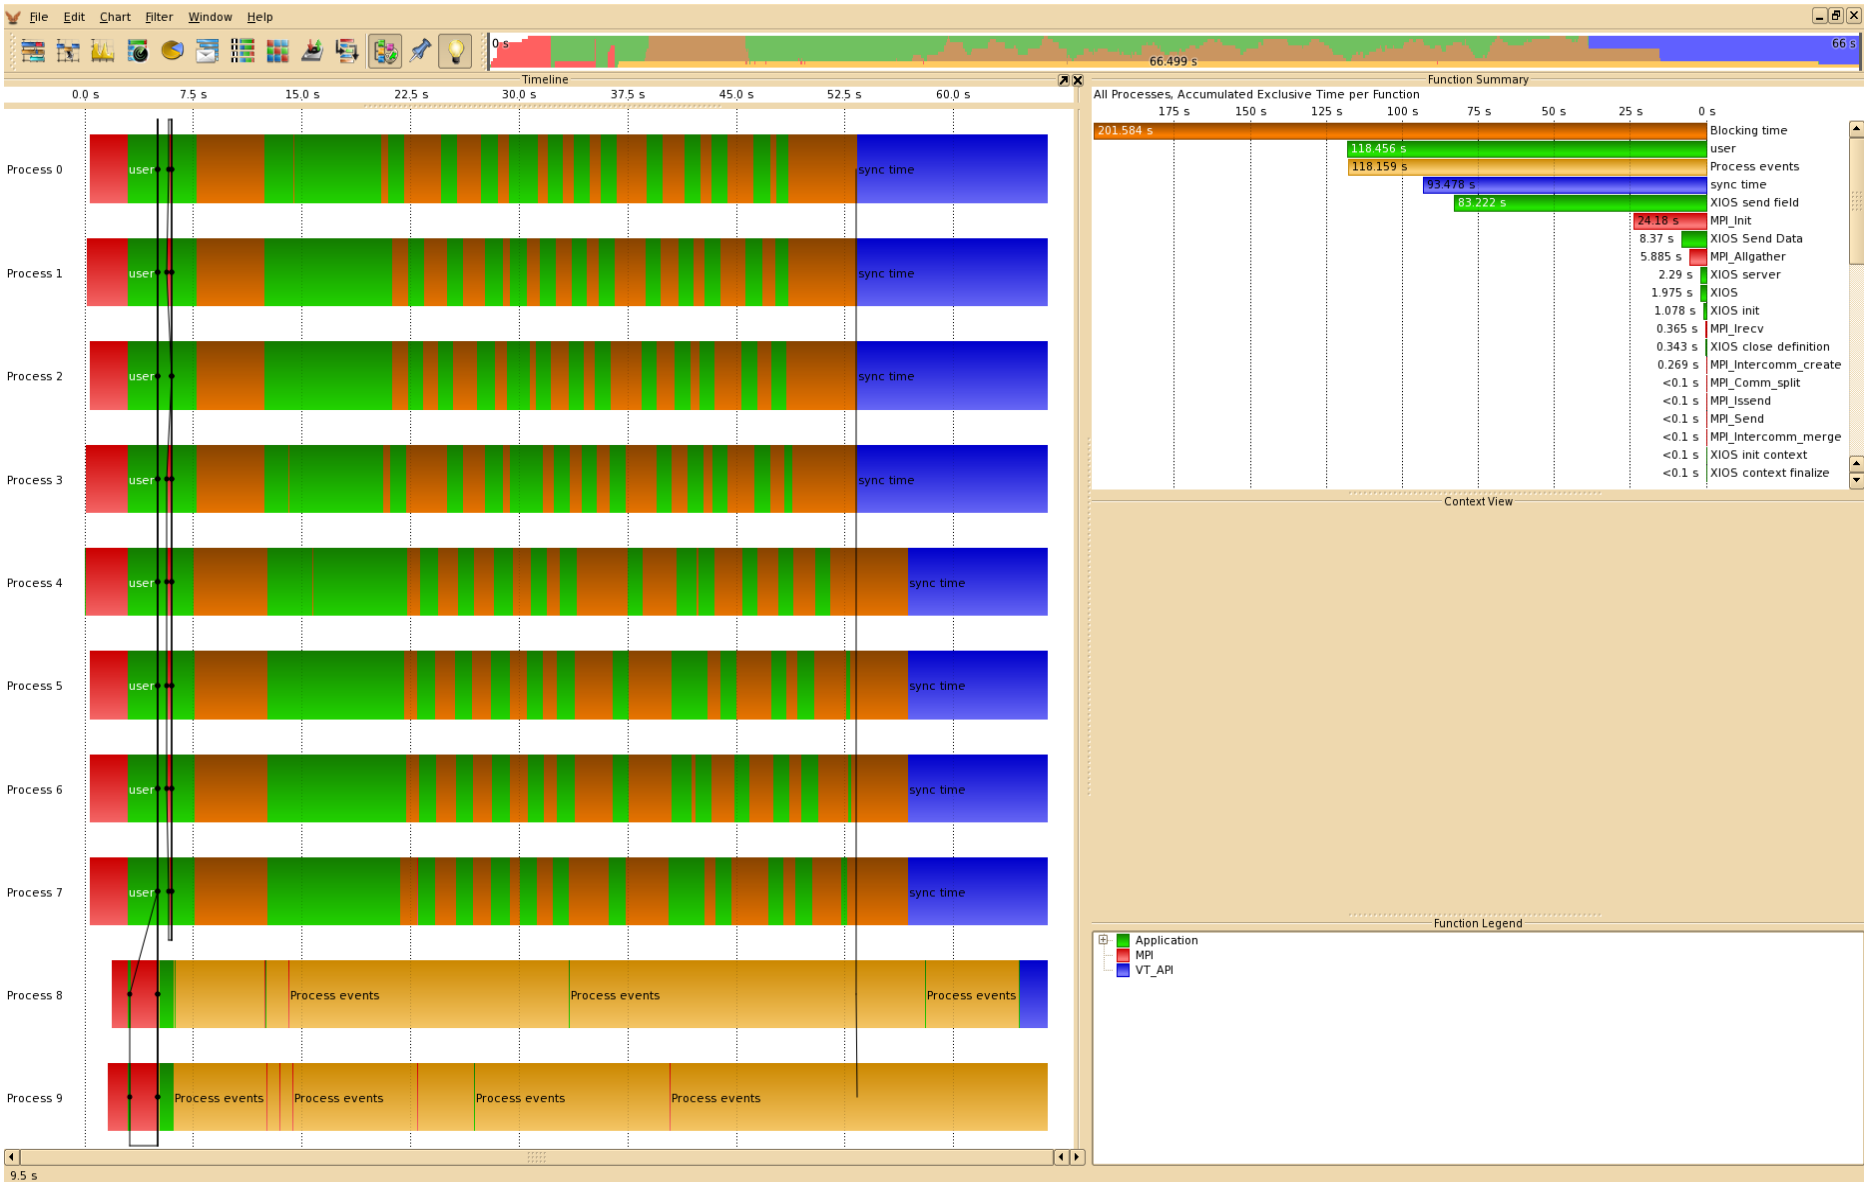 File Edit Chart Filter Window Help
0 s 66.499 s 66 s
Timeline
0.0 s 7.5 s 15.0 s 22.5 s 30.0 s 37.5 s 45.0 s 52.5 s 60.0 s
Process 0 user sync time
Process 1 user sync time
Process 2 user sync time
Process 3 user sync time
Process 4 user sync time
Process 5 user sync time
Process 6 user sync time
Process 7 user sync time
Process 8 Process events Process events Process events
Process 9 Process events Process events Process events Process events
9.5 s
Function Summary
All Processes, Accumulated Exclusive Time per Function
175 s 150 s 125 s 100 s 75 s 50 s 25 s 0 s
201.584 s Blocking time
118.456 s user
118.159 s Process events
93.478 s sync time
83.222 s XIOS send field
24.18 s MPI_Init
8.37 s XIOS Send Data
5.885 s MPI_Allgather
2.29 s XIOS server
1.975 s XIOS
1.078 s XIOS init
0.365 s MPI_Irecv
0.343 s XIOS close definition
0.269 s MPI_Intercomm_create
<0.1 s MPI_Comm_split
<0.1 s MPI_Issend
<0.1 s MPI_Send
<0.1 s MPI_Intercomm_merge
<0.1 s XIOS init context
<0.1 s XIOS context finalize
Context View
Function Legend
Application
MPI
VT_API